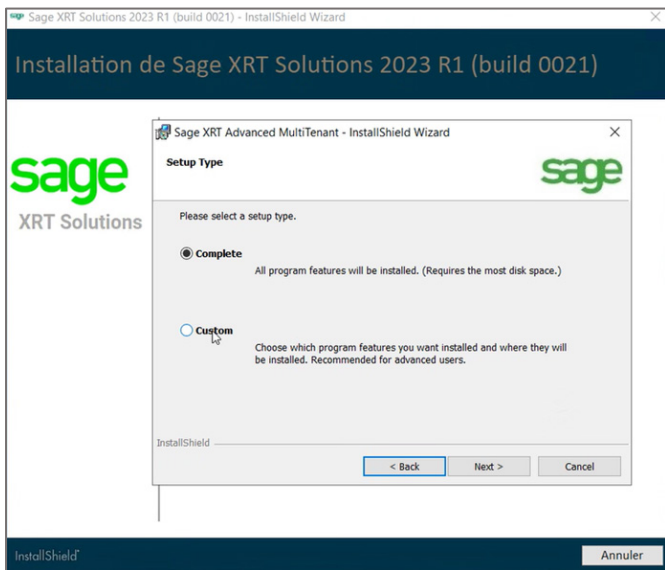 sage Sage XRT Solutions 2023 R1 (build 0021) - InstallShield Wizard
Installation de Sage XRT Solutions 2023 R1 (build 0021)
Sage XRT Advanced MultiTenant - InstallShield Wizard
Setup Type
sage
sage
XRT Solutions
Please select a setup type.
Complete
All program features will be installed. (Requires the most disk space.)
Custom
Choose which program features you want installed and where they will
be installed. Recommended for advanced users.
InstallShield
< Back Next > Cancel
InstallShield
Annuler